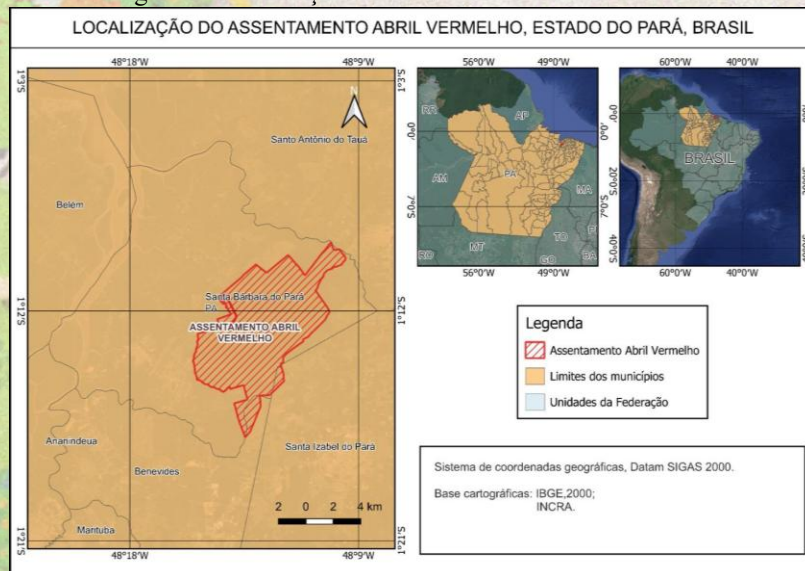 LOCALIZAÇÃO DO ASSENTAMENTO ABRIL VERMELHO, ESTADO DO PARÁ, BRASIL
48°18'W
48°9'W
1°3'S
1°3'S
N
Santo Antônio do Tauá
Belém
Santa Bárbara do Pará
PA
1°12'S
1°12'S
ASSENTAMENTO ABRIL
VERMELHO
Ananindeua
Santa Izabel do Pará
Benevides
Marituba
2 0 2 4 km
1°21'S
1°21'S
48°18'W
48°9'W
56°0'W
49°0'W
RR
AP
0°0'
0°0'
AM
PA
MA
7°0'S
7°0'S
RO
MT
TO
GO
BA
56°0'W
49°0'W
60°0'W
40°0'W
0°0'
BRASIL
20°0'S
40°0'S
60°0'W
40°0'W
Legenda
Assentamento Abril Vermelho
Limites dos municípios
Unidades da Federação
Sistema de coordenadas geográficas, Datam SIGAS 2000.
Base cartográficas: IBGE,2000;
INCRA.